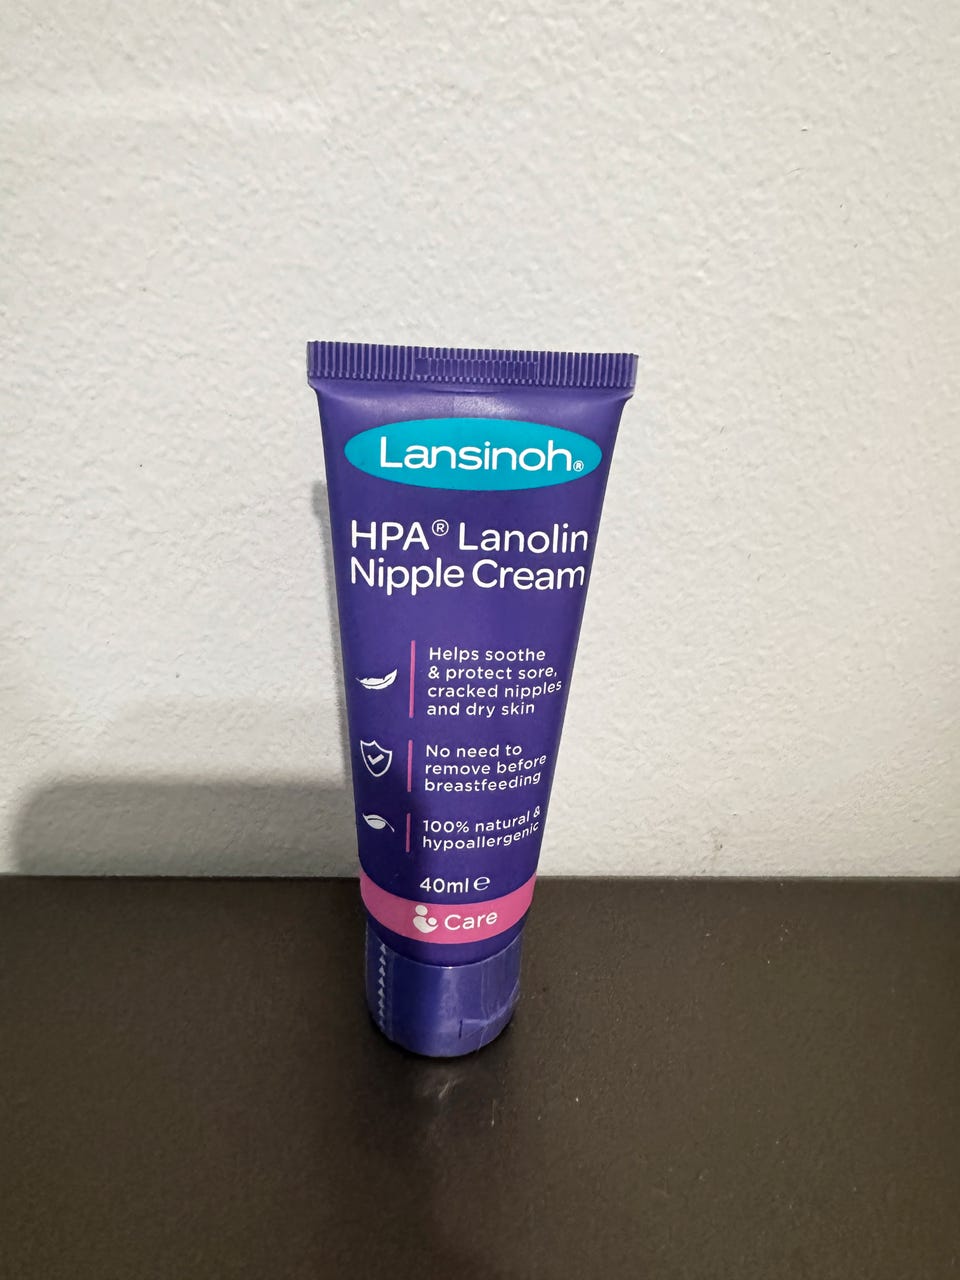 Lansinoh®
HPA® Lanolin
Nipple Cream
Helps soothe
& protect sore,
cracked nipples
and dry skin
No need to
remove before
breastfeeding
100% natural &
hypoallergenic
40ml ℮
Care